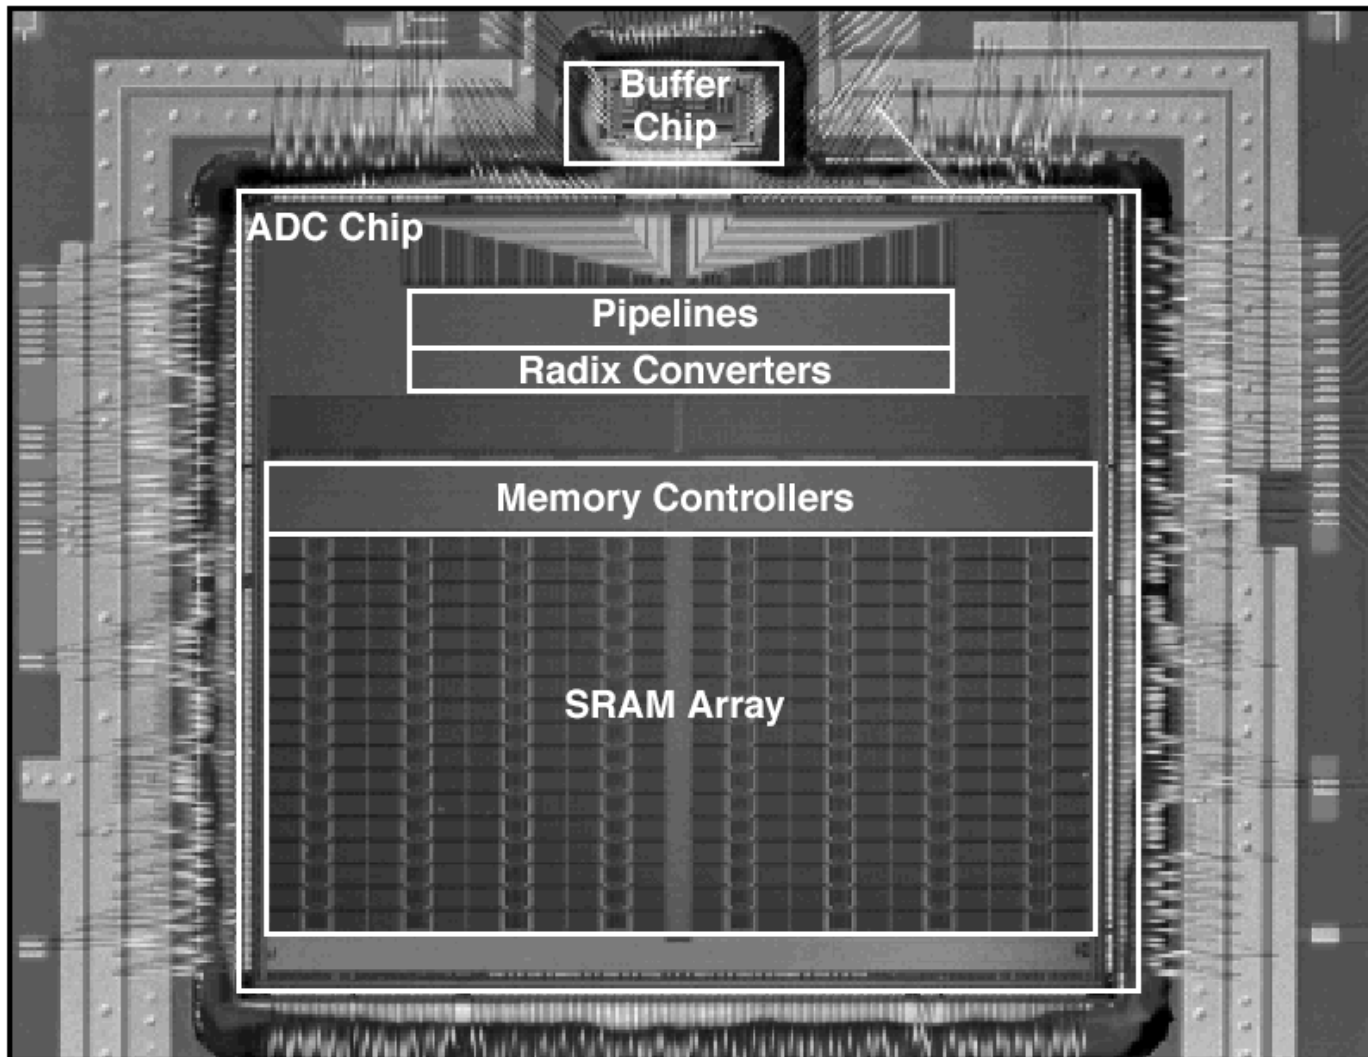 Buffer
Chip
ADC Chip
Pipelines
Radix Converters
Memory Controllers
SRAM Array